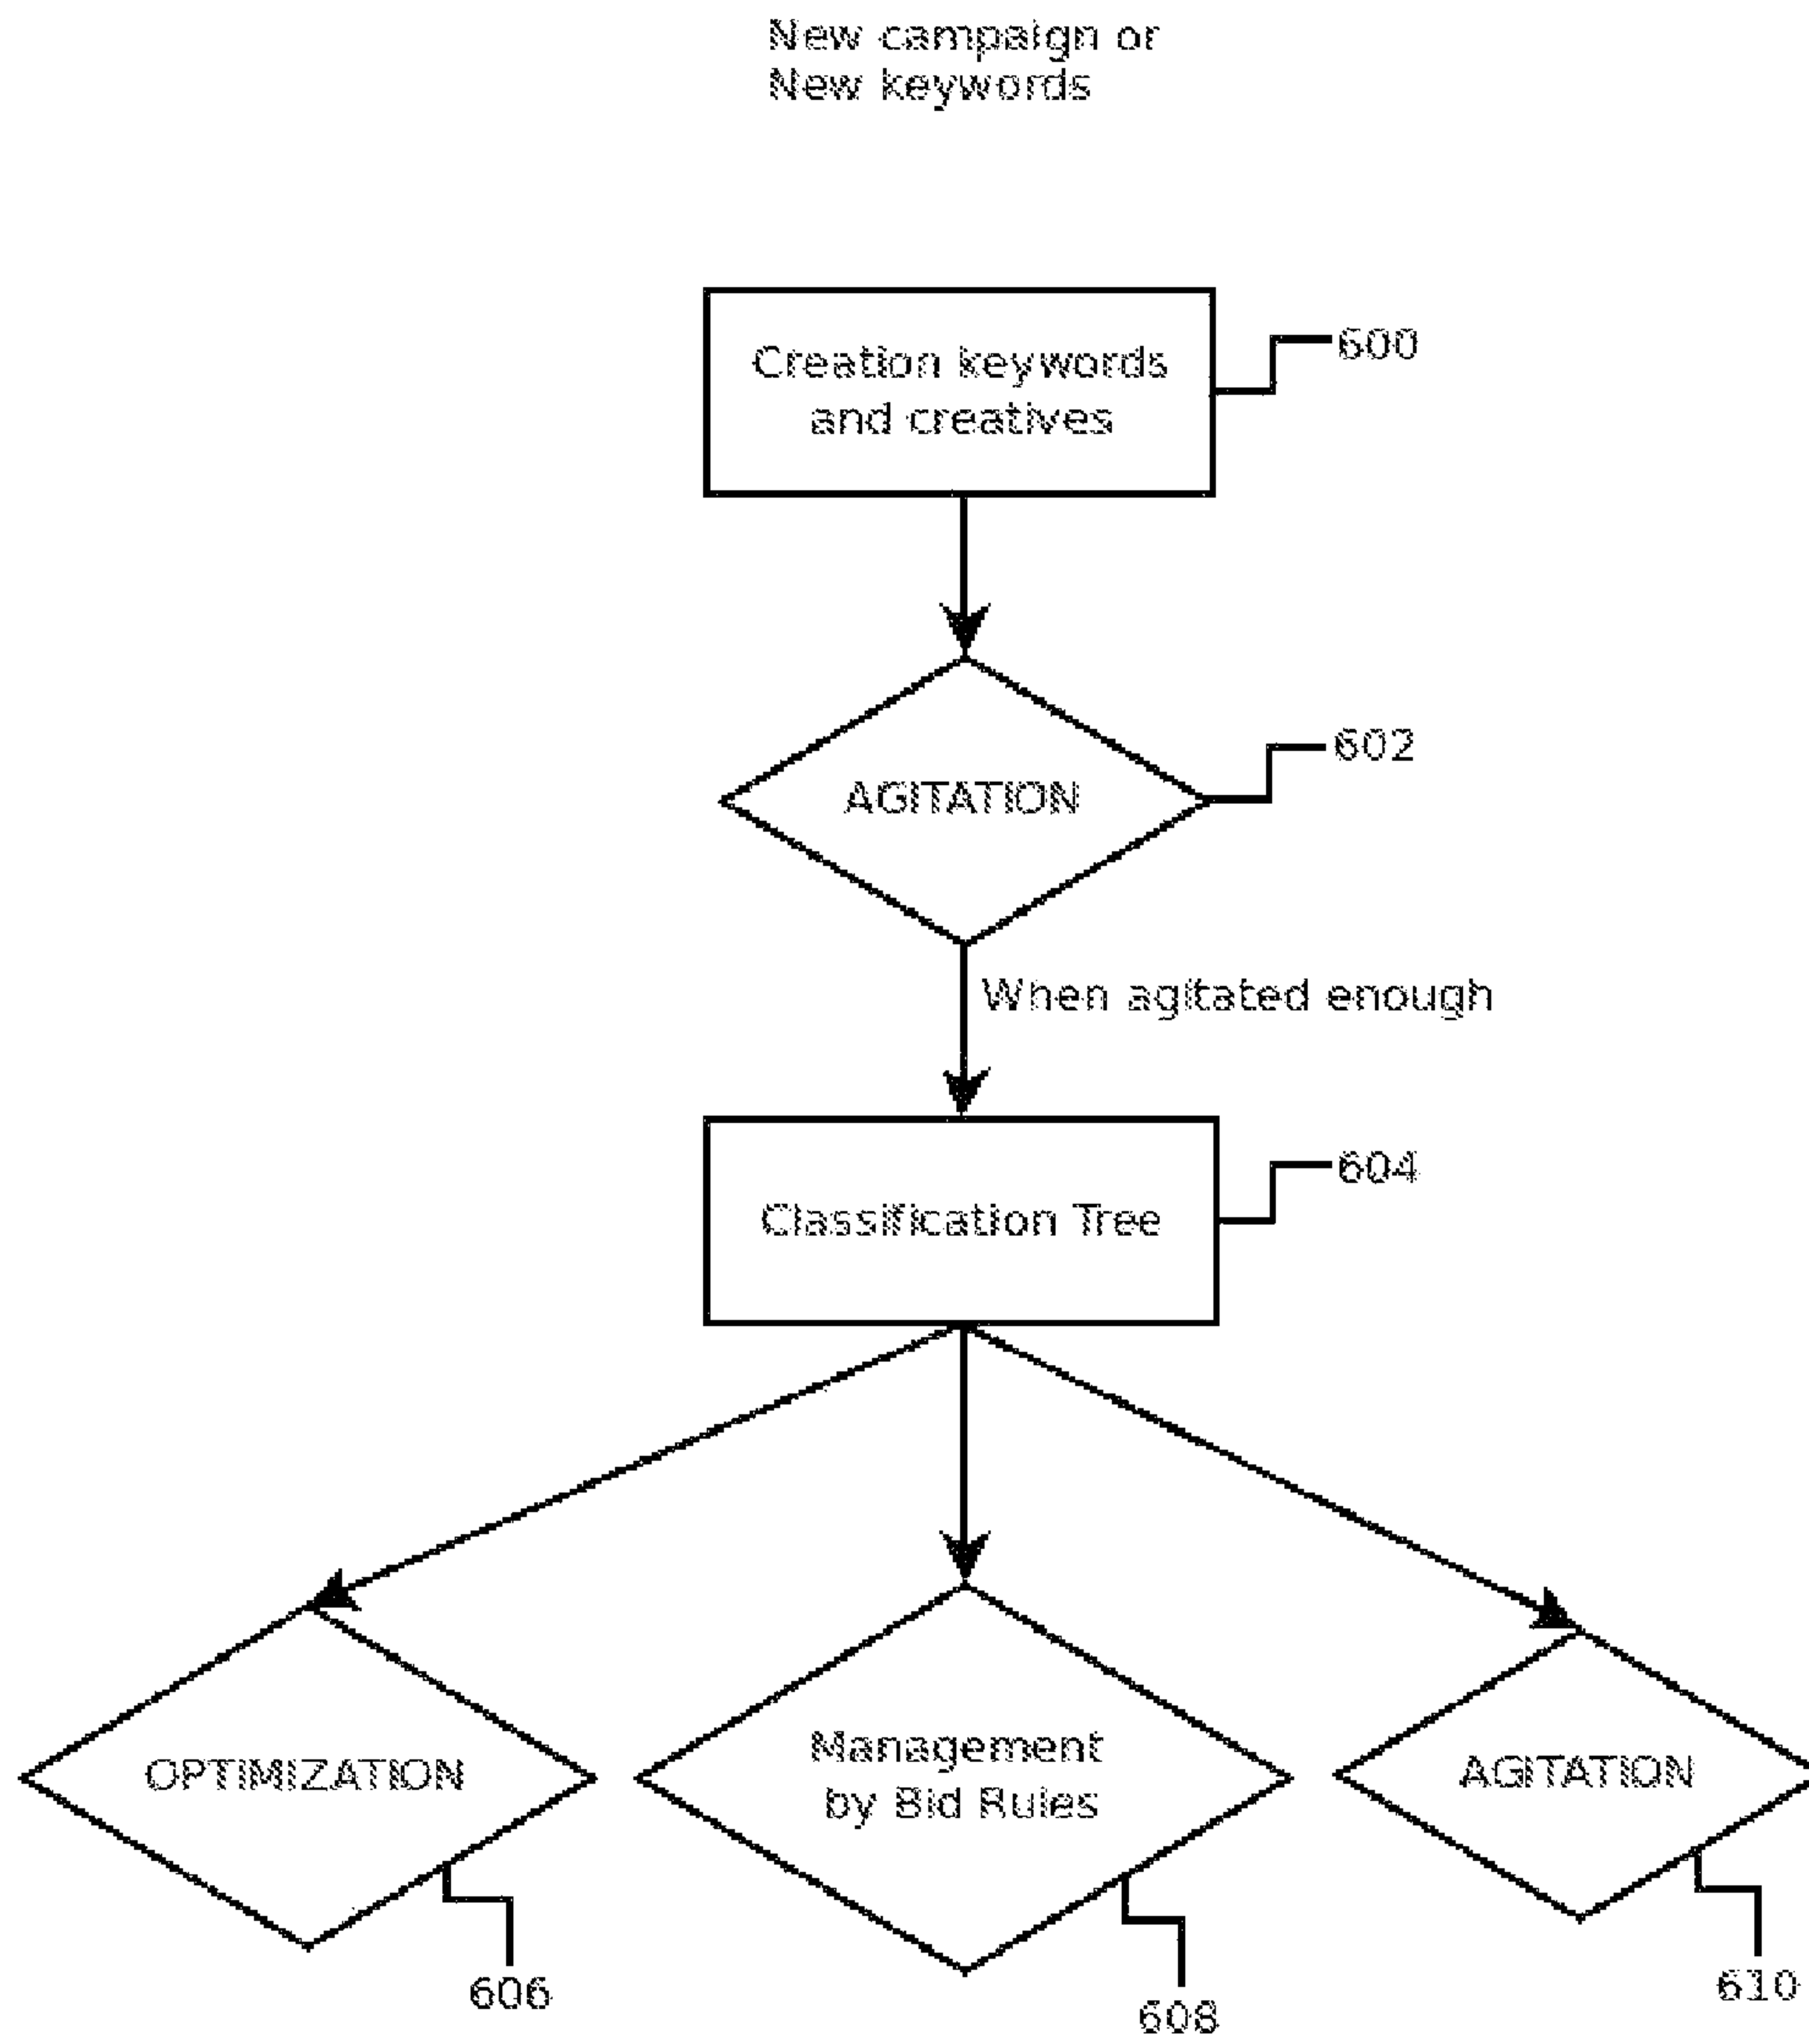 New campaign or
New keywords
Creation keywords
and creatives
600
AGITATION
602
When agitated enough
Classification Tree
604
OPTIMIZATION
Management
by Bid Rules
AGITATION
606
608
610